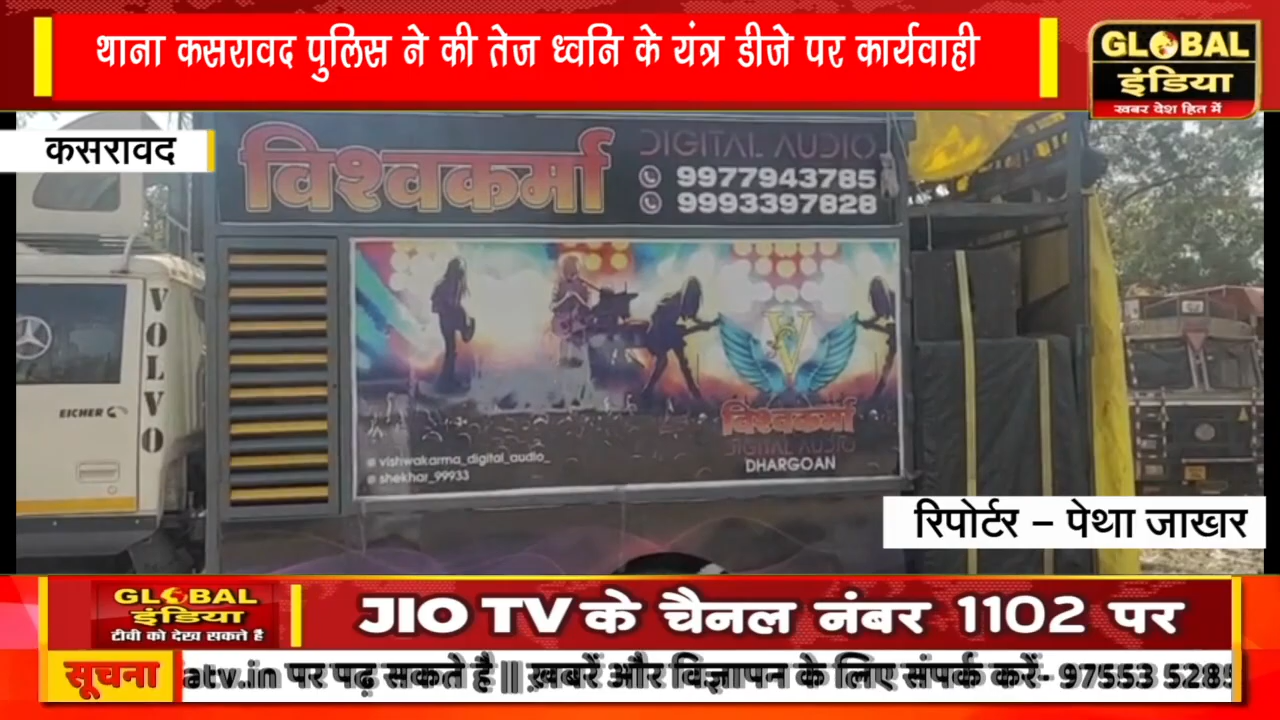 थाना कसरावद पुलिस ने की तेज ध्वनि के यंत्र डीजे पर कार्यवाही
GLOBAL
इंडिया
ख़बर देश हित में
कसरावद
विश्वकर्मा
DIGITAL AUDIO
9977943785
9993397828
VOLVO
EICHER
V
विश्वकर्मा
DIGITAL AUDIO
DHARGOAN
vishwakarma_digital_audio_
shekhar_99933
रिपोर्टर – पेथा जाखर
GLOBAL
इंडिया
टीवी को देख सकते है
JIO TV के चैनल नंबर 1102 पर
सूचना
atv.in पर पढ़ सकते है || ख़बरें और विज्ञापन के लिए संपर्क करें- 97553 5285